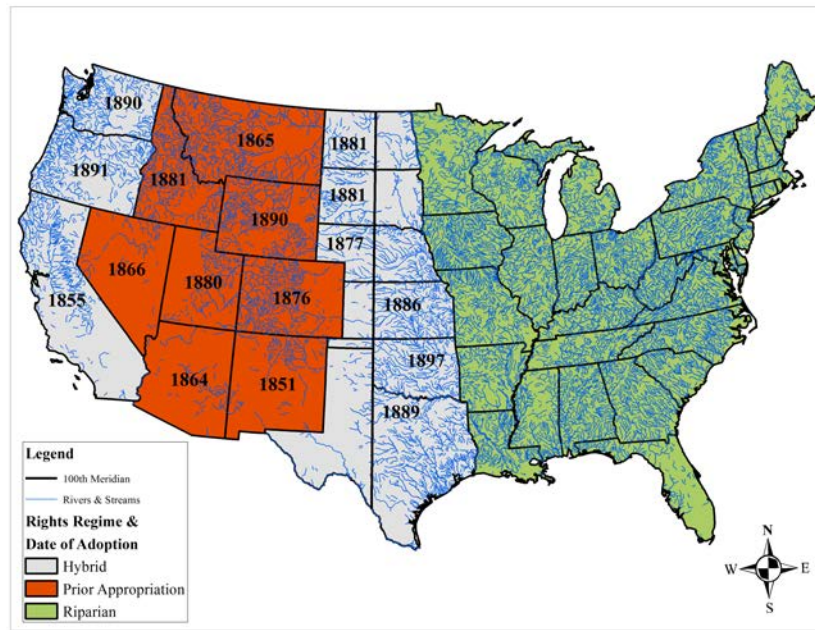 1890
1865
1881
1891
1881
1881
1890
1877
1866
1880
1876
1855
1886
1897
1864
1851
1889
Legend
100th Meridian
Rivers & Streams
Rights Regime &
Date of Adoption
Hybrid
Prior Appropriation
Riparian
N
W E
S